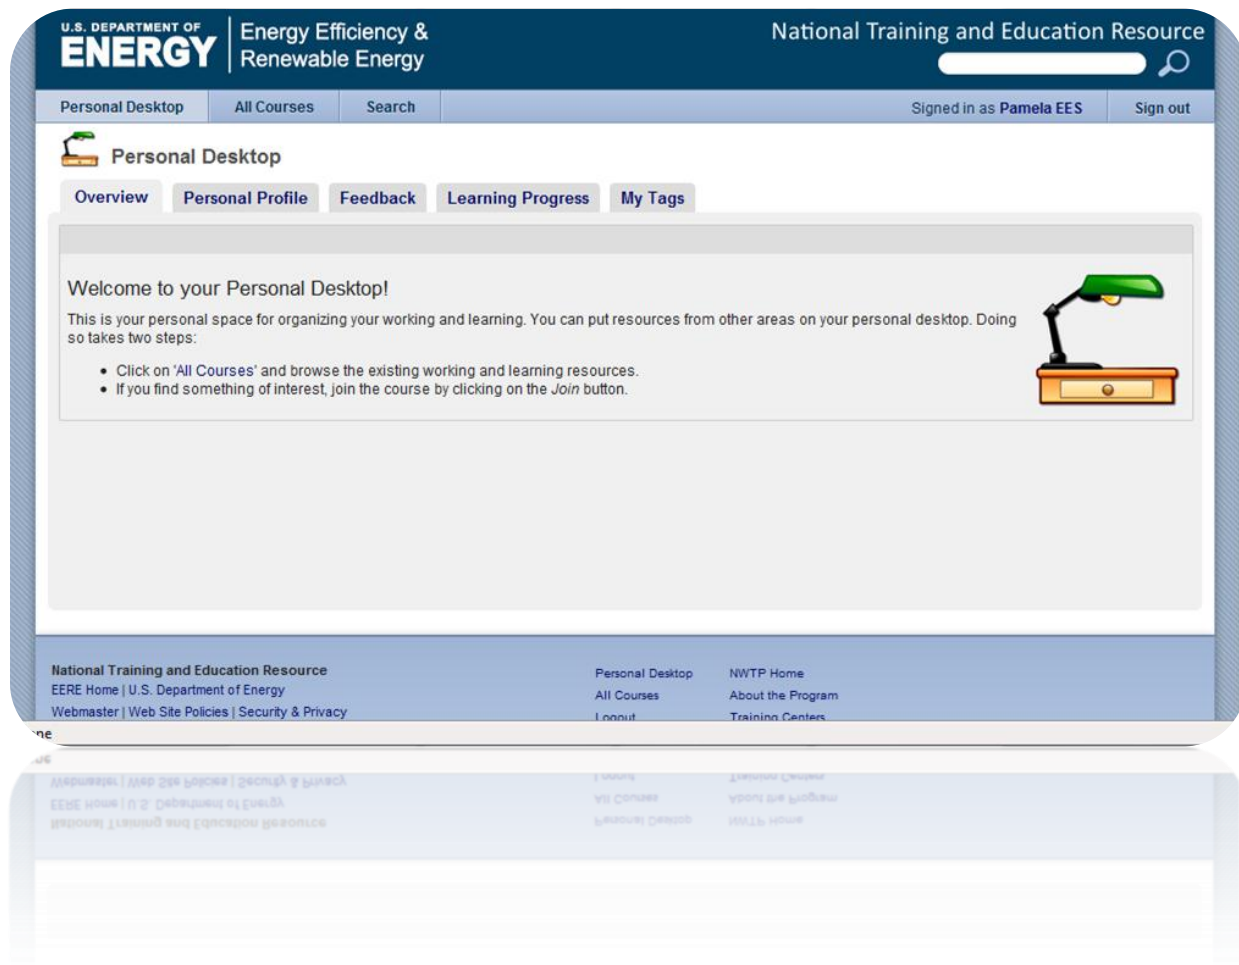 U.S. DEPARTMENT OF
ENERGY
Energy Efficiency &
Renewable Energy
National Training and Education Resource
Personal Desktop All Courses Search Signed in as Pamela EES Sign out
Personal Desktop
Overview Personal Profile Feedback Learning Progress My Tags
Welcome to your Personal Desktop!
This is your personal space for organizing your working and learning. You can put resources from other areas on your personal desktop. Doing
so takes two steps:
• Click on 'All Courses' and browse the existing working and learning resources.
• If you find something of interest, join the course by clicking on the Join button.
National Training and Education Resource
EERE Home | U.S. Department of Energy
Webmaster | Web Site Policies | Security & Privacy
Personal Desktop
All Courses
Logout
NWTP Home
About the Program
Training Centers
ne